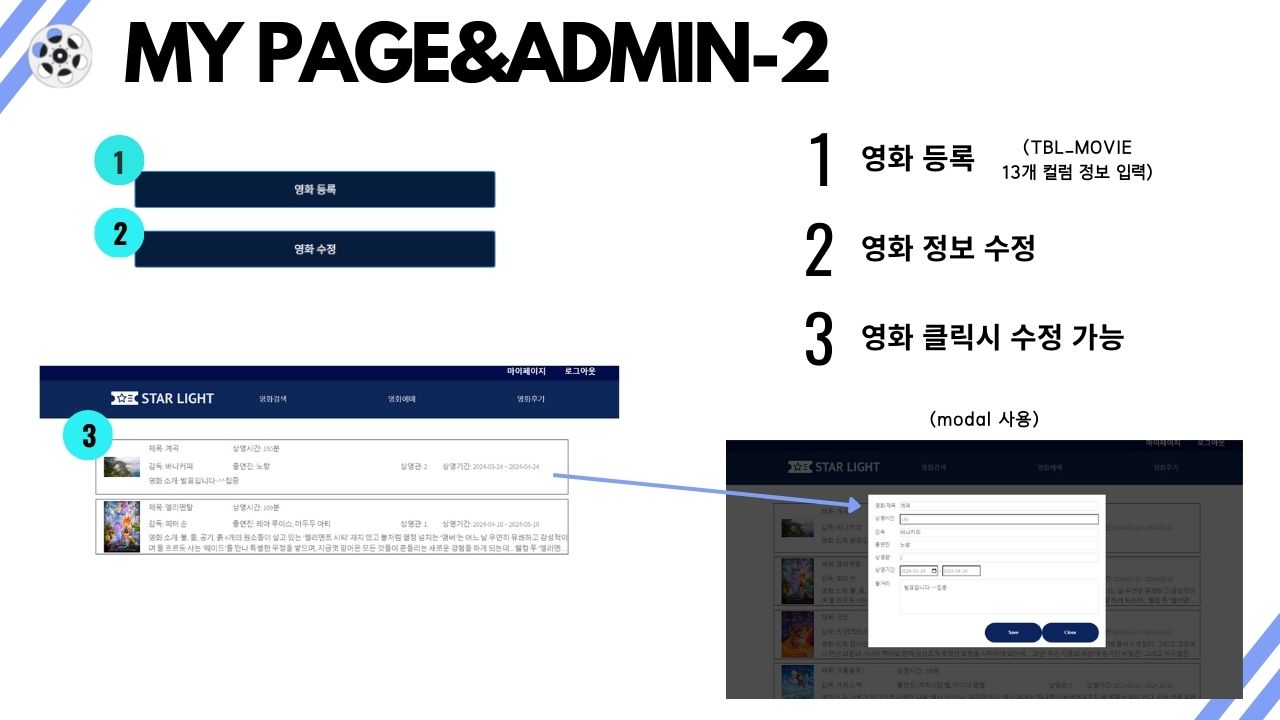 MY PAGE&ADMIN-2
1
영화 등록
2
영화 수정
1 영화 등록
(TBL-MOVIE
13개 컬럼 정보 입력)
2 영화 정보 수정
3 영화 클릭시 수정 가능
마이페이지 로그아웃
STAR LIGHT 영화검색 영화예매 영화후기
3
제목: 계곡 상영시간: 150분
감독: 바나커피 출연진: 노랑 상영관: 2 상영기간: 2024-03-24 ~ 2024-04-24
영화 소개: 발표입니다~^^집중
제목: 엘리멘탈 상영시간: 109분
감독: 피터 손 출연진: 레아 루이스, 마무두 아티 상영관: 1 상영기간: 2024-04-10 ~ 2024-05-10
영화 소개: 불, 물, 공기, 흙 4개의 원소들이 살고 있는 '엘리멘트 시티' 재치 있고 불처럼 열정 넘치는 '앰버'는 어느 날 우연히 유쾌하고 감성적이
며 물 흐르듯 사는 '웨이드'를 만나 특별한 우정을 쌓으며, 지금껏 믿어온 모든 것들이 흔들리는 새로운 경험을 하게 되는데... 웰컴 투 '엘리멘
(modal 사용)
마이페이지 로그아웃
STAR LIGHT 영화검색 영화예매 영화후기
영화 제목 계곡
상영시간 150
감독 바나커피
출연진 노랑
상영관 2
상영기간 2024-03-24 2024-04-24
줄거리 발표입니다~^^집중
Save Close